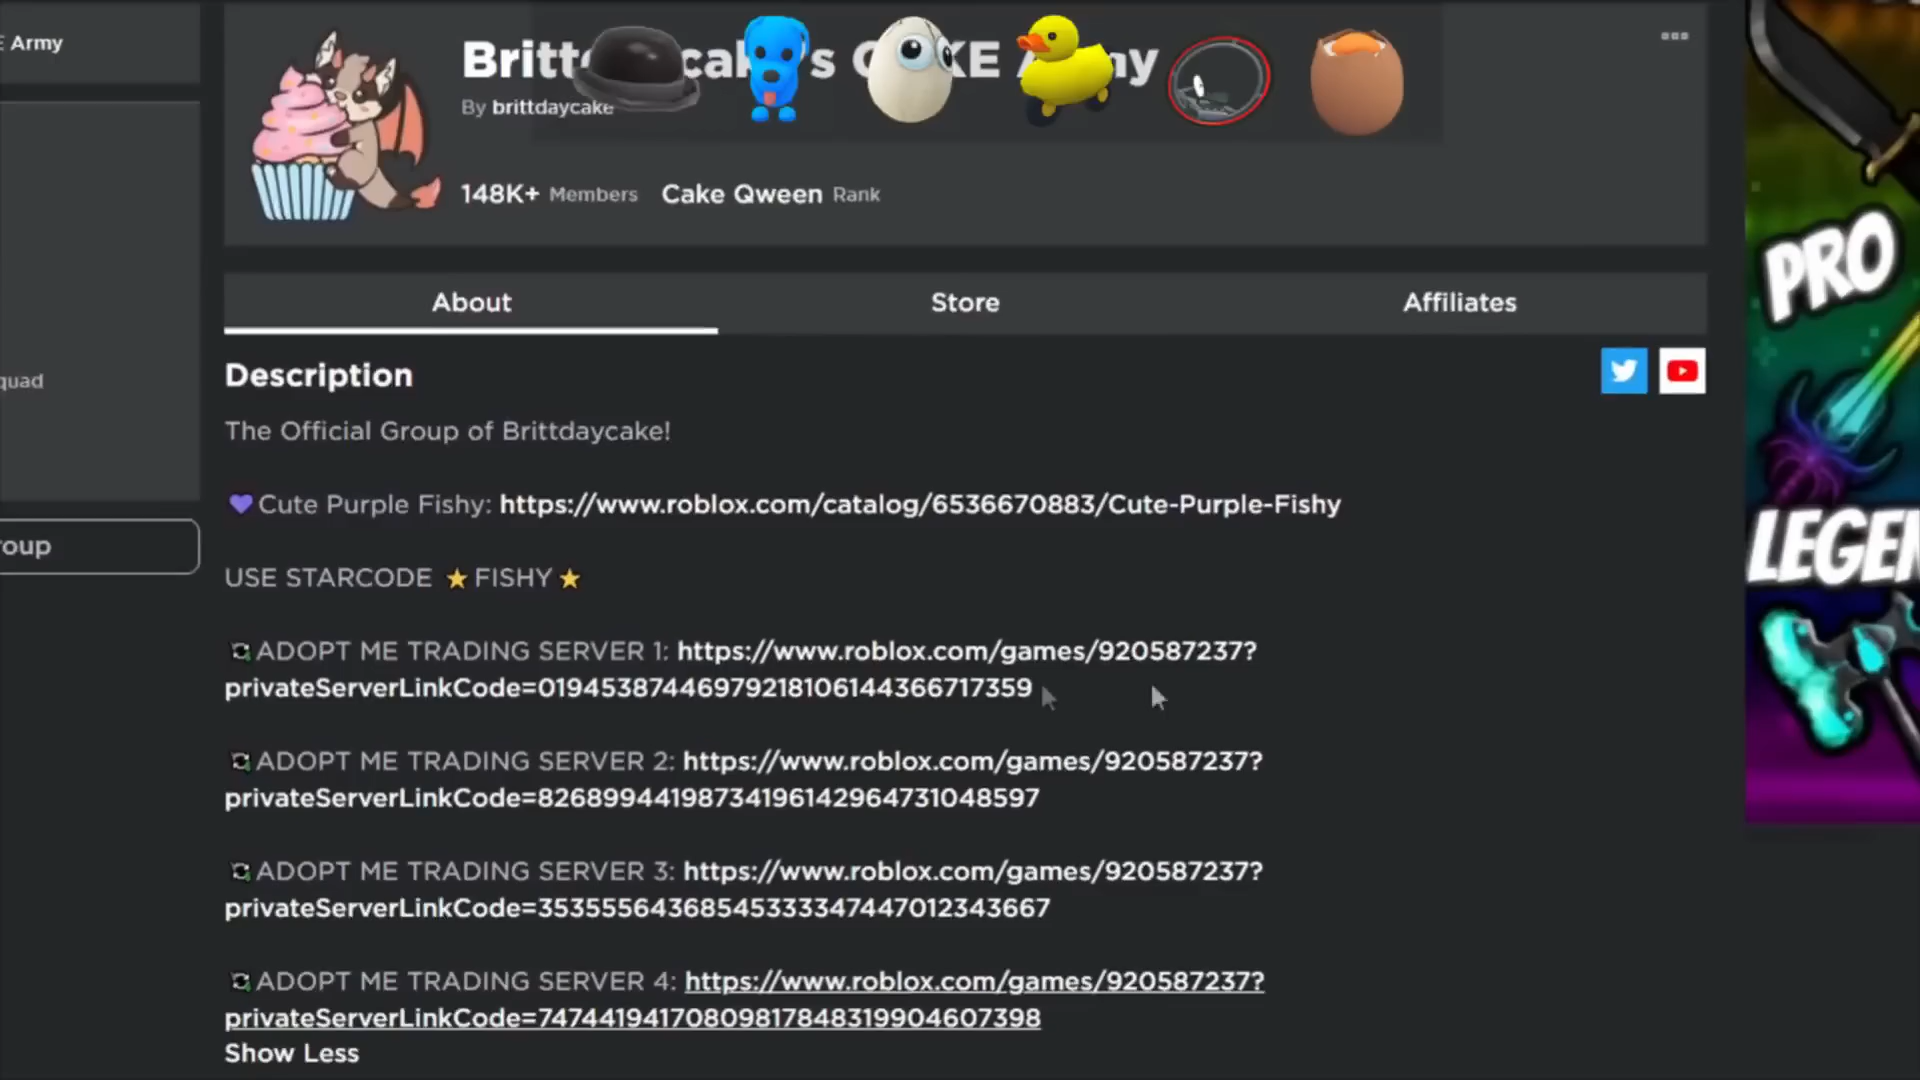 E Army
By brittdaycake
148K+ Members Cake Qween Rank
About Store Affiliates
Description
quad
The Official Group of Brittdaycake!
Cute Purple Fishy: https://www.roblox.com/catalog/6536670883/Cute-Purple-Fishy
roup
USE STARCODE ⭐FISHY⭐
ADOPT ME TRADING SERVER 1: https://www.roblox.com/games/920587237?
privateServerLinkCode=01945387446979218106144366717359
ADOPT ME TRADING SERVER 2: https://www.roblox.com/games/920587237?
privateServerLinkCode=82689944198734196142964731048597
ADOPT ME TRADING SERVER 3: https://www.roblox.com/games/920587237?
privateServerLinkCode=35355564368545333347447012343667
ADOPT ME TRADING SERVER 4: https://www.roblox.com/games/920587237?
privateServerLinkCode=74744194170809817848319904607398
Show Less
PRO
LEGEN